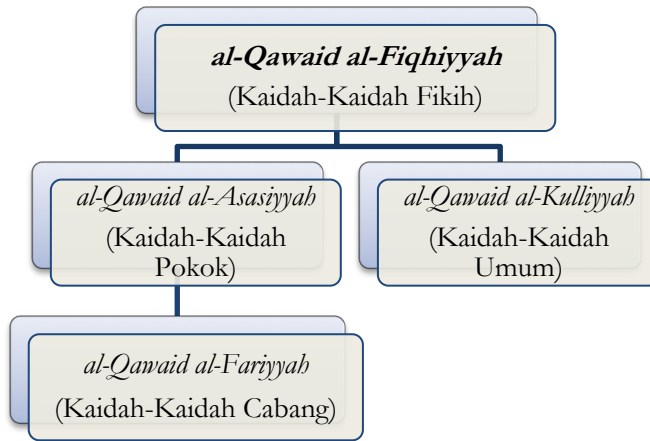 al-Qawaid al-Fiqhiyyah
(Kaidah-Kaidah Fikih)
al-Qawaid al-Asasiyyah
(Kaidah-Kaidah
Pokok)
al-Qawaid al-Kulliyyah
(Kaidah-Kaidah
Umum)
al-Qawaid al-Fariyyah
(Kaidah-Kaidah Cabang)